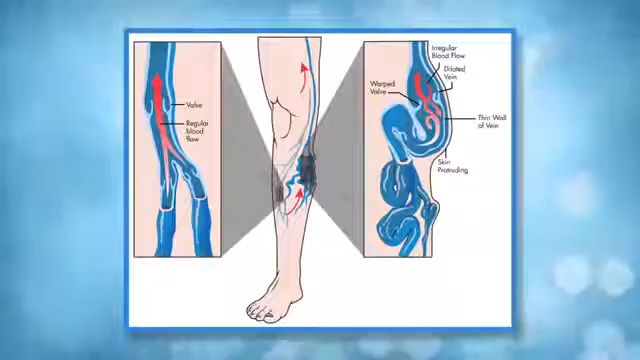 Valve
Regular
blood
flow
Irregular
Blood Flow
Dilated
Vein
Warped
Valve
Thin Wall
of Vein
Skin
Protruding